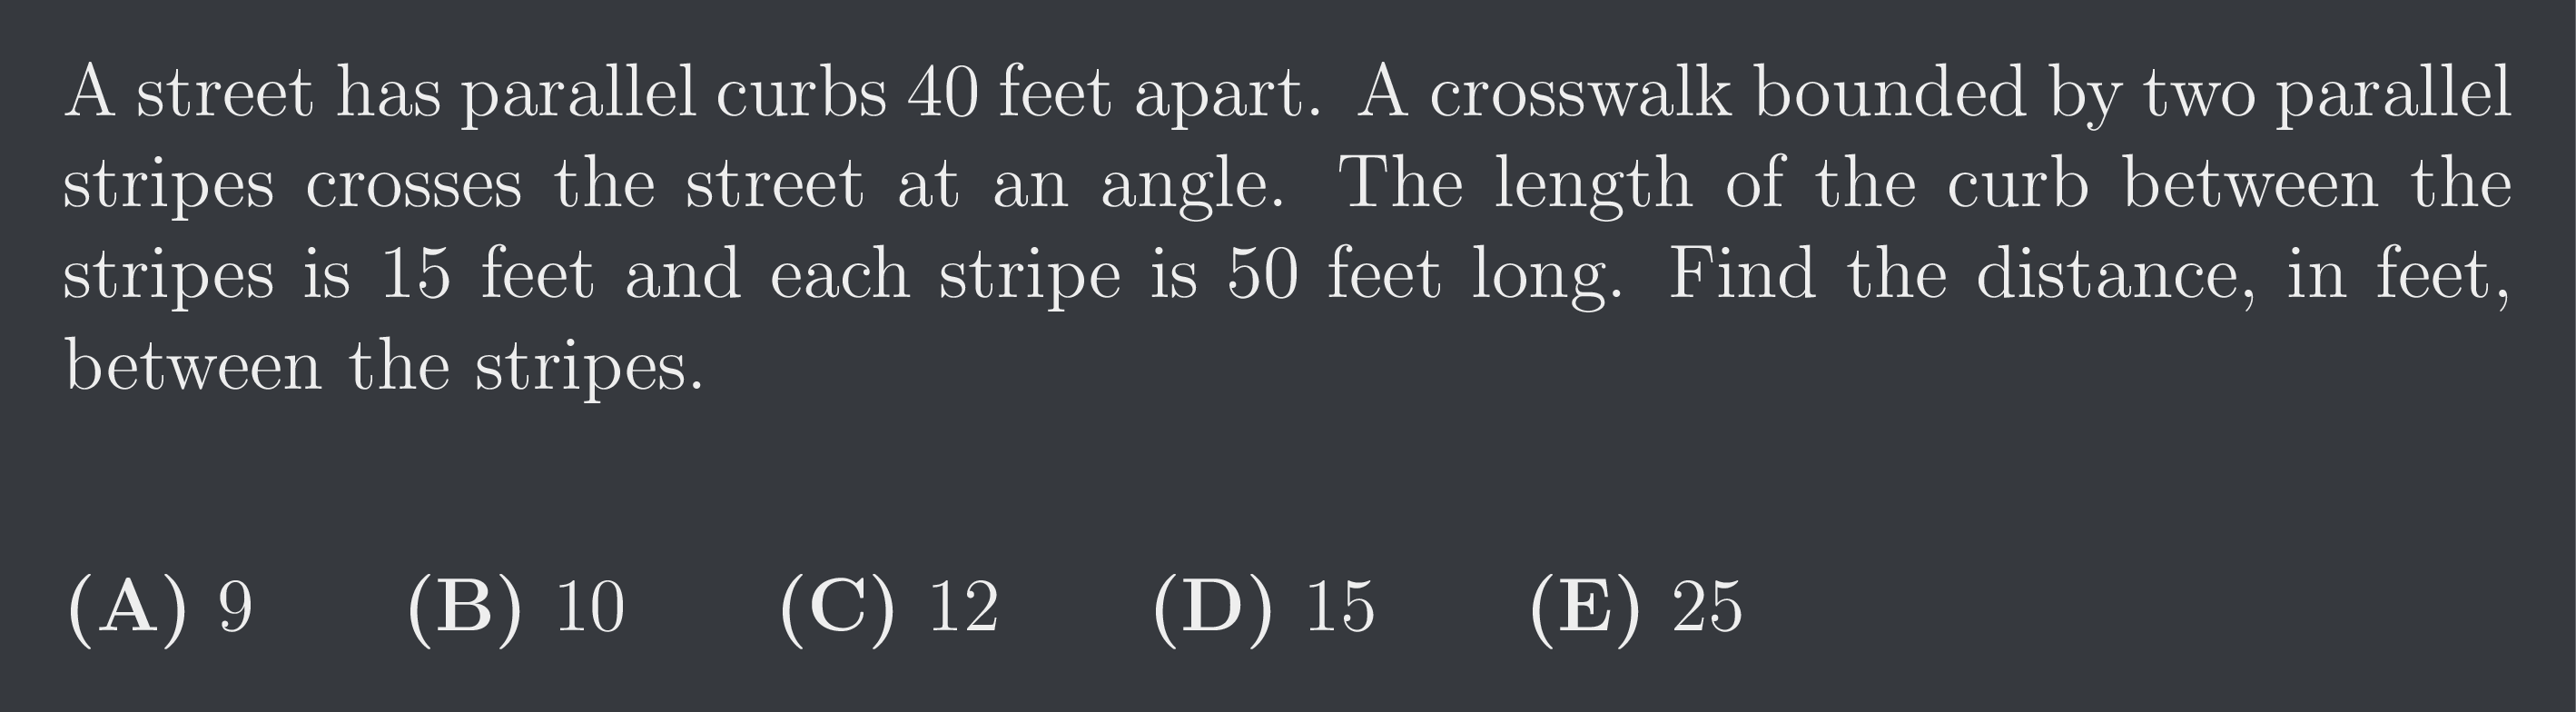 A street has parallel curbs 40 feet apart. A crosswalk bounded by two parallel
stripes crosses the street at an angle. The length of the curb between the
stripes is 15 feet and each stripe is 50 feet long. Find the distance, in feet,
between the stripes.
(A) 9 (B) 10 (C) 12 (D) 15 (E) 25